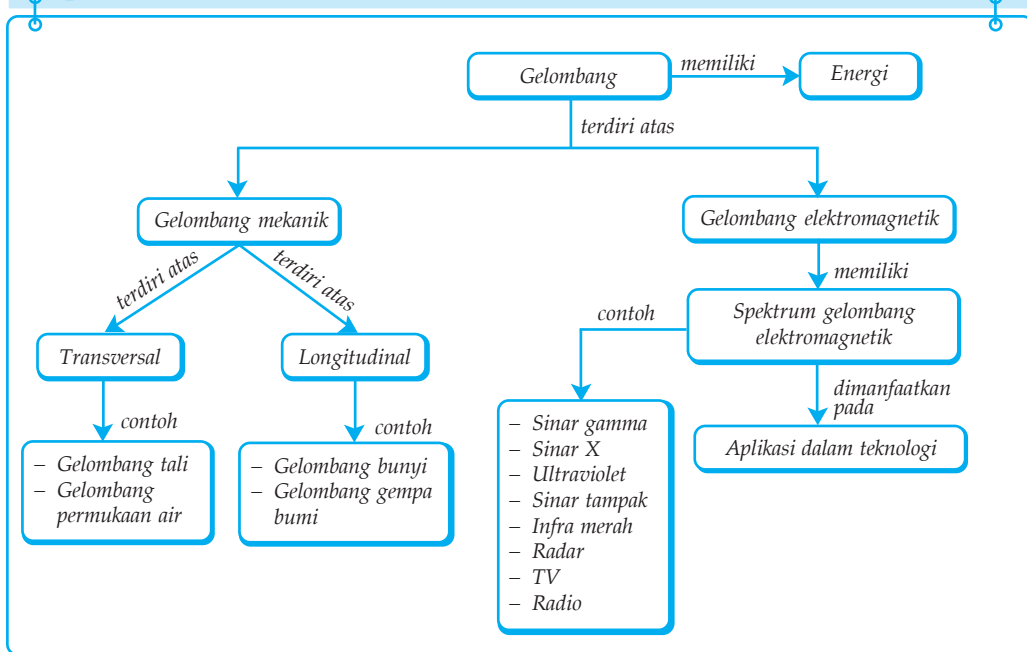 Gelombang
memiliki
Energi
terdiri atas
Gelombang mekanik
Gelombang elektromagnetik
terdiri atas
terdiri atas
memiliki
Transversal
Longitudinal
contoh
Spektrum gelombang
elektromagnetik
contoh
contoh
dimanfaatkan
pada
– Gelombang tali
– Gelombang
permukaan air
– Gelombang bunyi
– Gelombang gempa
bumi
– Sinar gamma
– Sinar X
– Ultraviolet
– Sinar tampak
– Infra merah
– Radar
– TV
– Radio
Aplikasi dalam teknologi